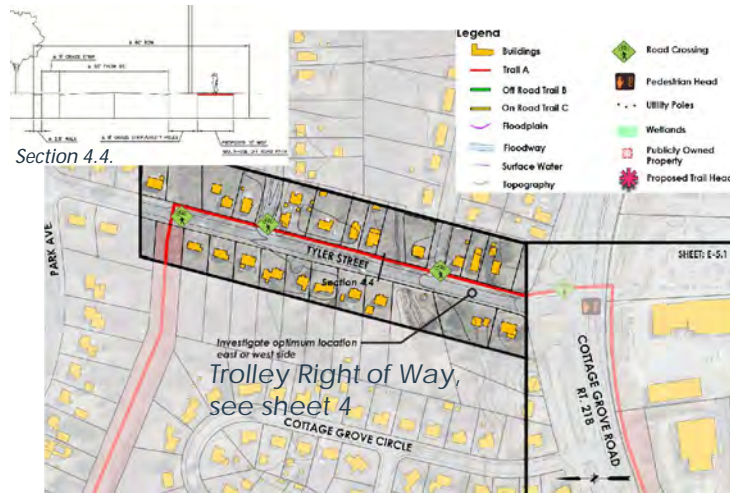 Section 4.4.
Legend
Buildings
Trail A
Off Road Trail B
On Road Trail C
Floodplain
Floodway
Surface Water
Topography
Road Crossing
Pedestrian Head
Utility Poles
Wetlands
Publicly Owned
Property
Proposed Trail Head
PARK AVE
TYLER STREET
Section 4.4
SHEET: E-5.1
Investigate optimum location
east or west side
Trolley Right of Way,
see sheet 4
COTTAGE GROVE CIRCLE
COTTAGE GROVE ROAD
RT. 218